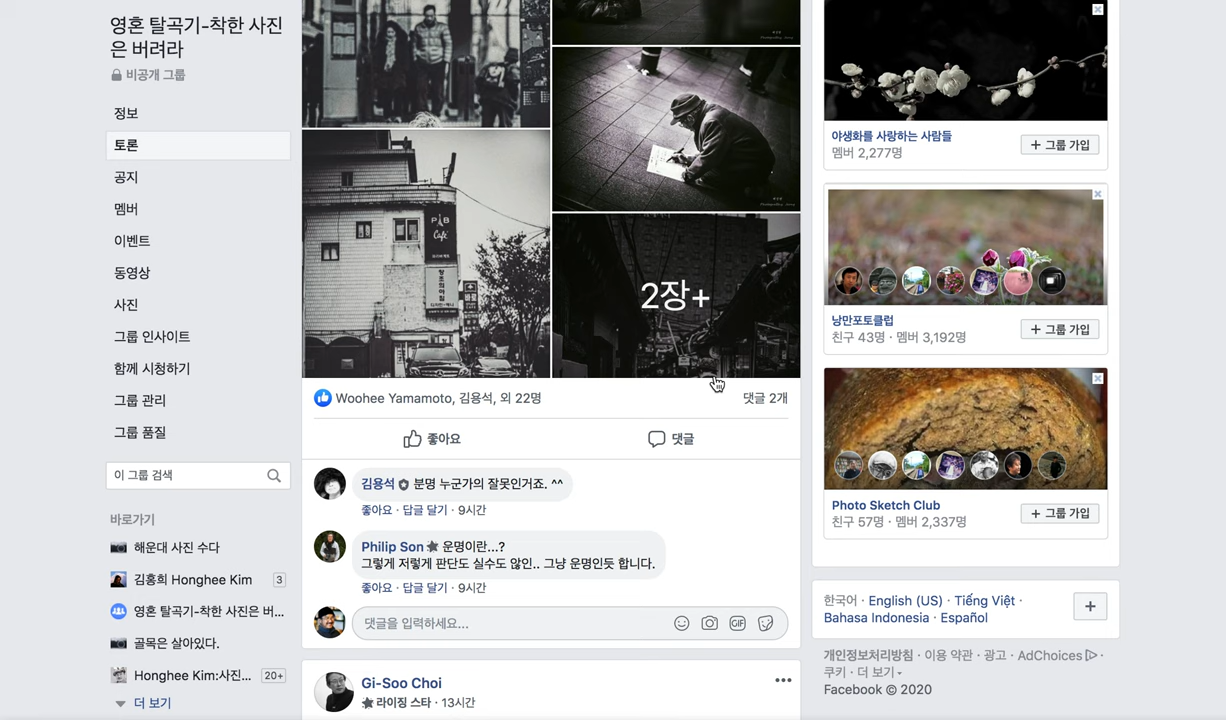 영혼 탈곡기-착한 사진
은 버려라
비공개 그룹
정보
토론
공지
멤버
이벤트
동영상
사진
그룹 인사이트
함께 시청하기
그룹 관리
그룹 품질
이 그룹 검색
바로가기
해운대 사진 수다
김홍희 Honghee Kim 3
영혼 탈곡기-착한 사진은 버...
골목은 살아있다.
Honghee Kim:사진... 20+
더 보기
PAB
Cafe
2장+
Woohee Yamamoto, 김용석, 외 22명
댓글 2개
좋아요
댓글
김용석 분명 누군가의 잘못인거죠. ^^
좋아요 · 답글 달기 · 9시간
Philip Son 운명이란...?
그렇게 저렇게 판단도 실수도 않인.. 그냥 운명인듯 합니다.
좋아요 · 답글 달기 · 9시간
댓글을 입력하세요...
GIF
Gi-Soo Choi
라이징 스타 · 13시간
야생화를 사랑하는 사람들
멤버 2,277명
+ 그룹 가입
낭만포토클럽
친구 43명 · 멤버 3,192명
+ 그룹 가입
Photo Sketch Club
친구 57명 · 멤버 2,337명
+ 그룹 가입
한국어 · English (US) · Tiếng Việt ·
Bahasa Indonesia · Español
개인정보처리방침 · 이용 약관 · 광고 · AdChoices ·
쿠키 · 더 보기
Facebook © 2020